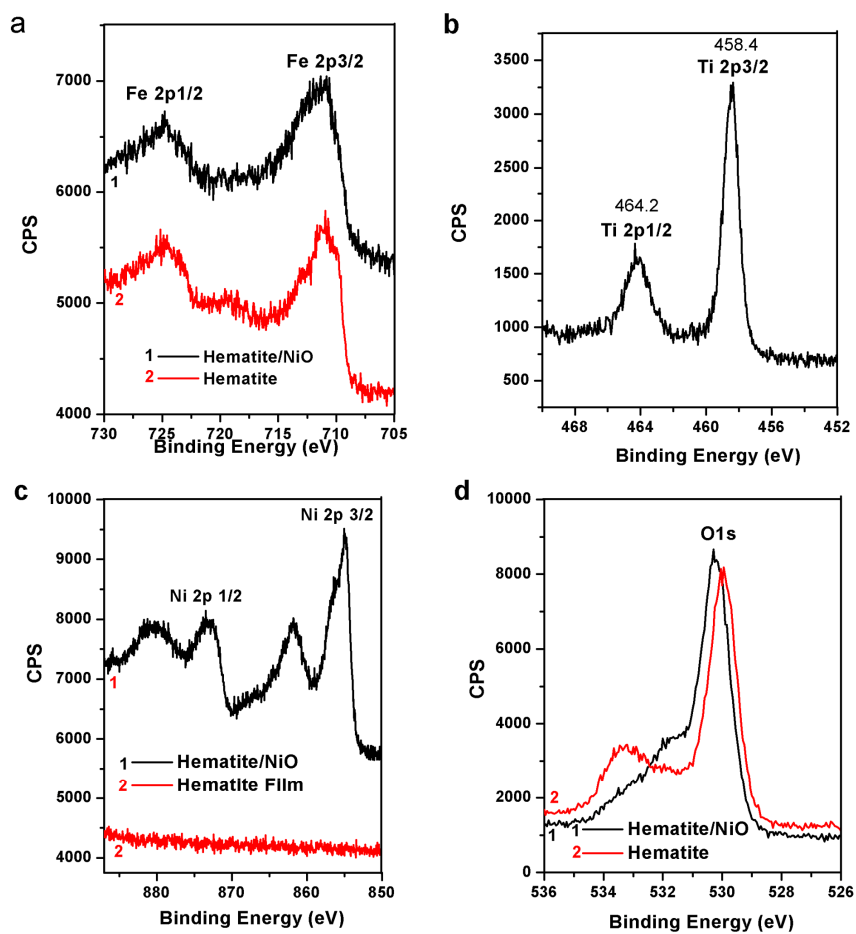 a
Fe 2p3/2
Fe 2p1/2
7000
6000
5000
4000
CPS
1
2
1 Hematite/NiO
2 Hematite
730 725 720 715 710 705
Binding Energy (eV)
b
458.4
Ti 2p3/2
464.2
Ti 2p1/2
3500
3000
2500
2000
1500
1000
500
CPS
468 464 460 456 452
Binding Energy (eV)
c
Ni 2p 3/2
Ni 2p 1/2
10000
9000
8000
7000
6000
5000
4000
CPS
1
1 Hematite/NiO
2 Hematite Film
2
880 870 860 850
Binding Energy (eV)
d
O1s
10000
8000
6000
4000
2000
0
CPS
2
1
1 Hematite/NiO
2 Hematite
536 534 532 530 528 526
Binding Energy (eV)